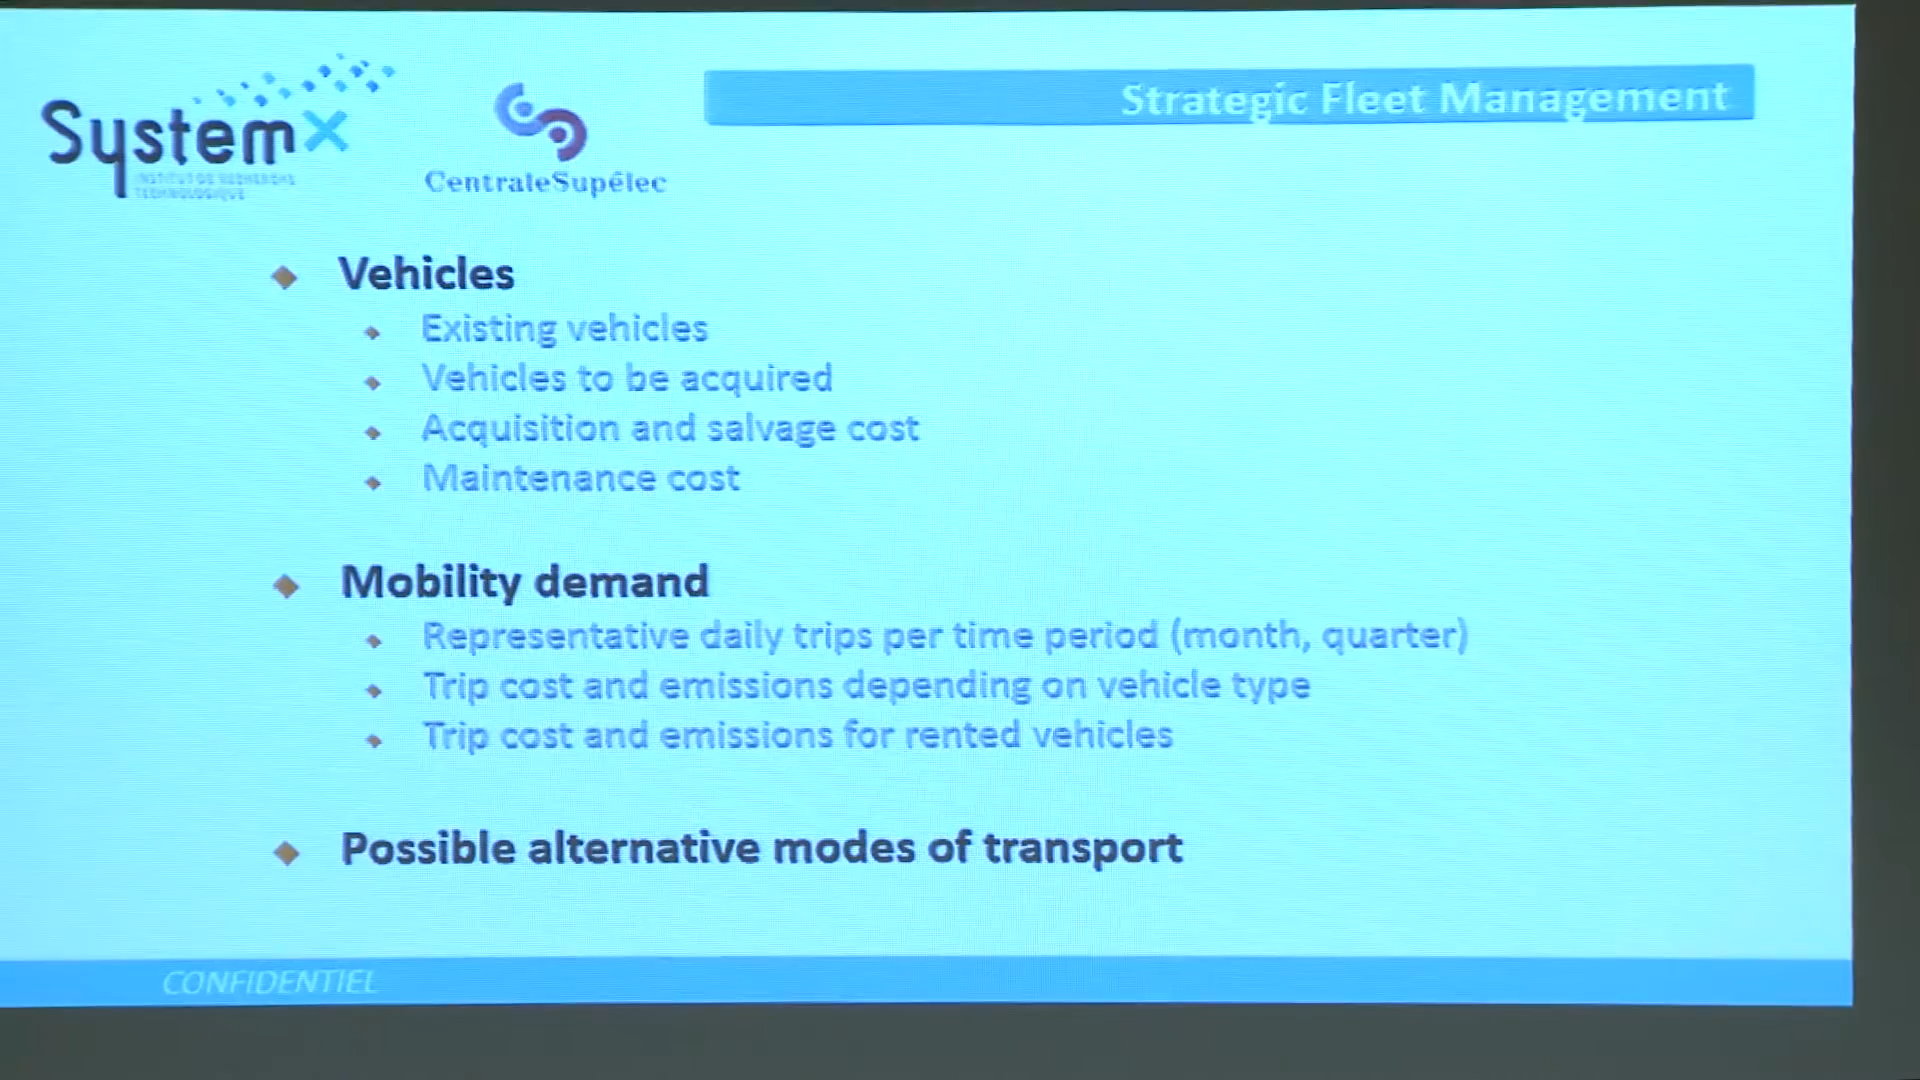 Strategic Fleet Management
SystemX
INSTITUT DE RECHERCHE
TECHNOLOGIQUE
CentraleSupélec
Vehicles
Existing vehicles
Vehicles to be acquired
Acquisition and salvage cost
Maintenance cost
Mobility demand
Representative daily trips per time period (month, quarter)
Trip cost and emissions depending on vehicle type
Trip cost and emissions for rented vehicles
Possible alternative modes of transport
CONFIDENTIEL